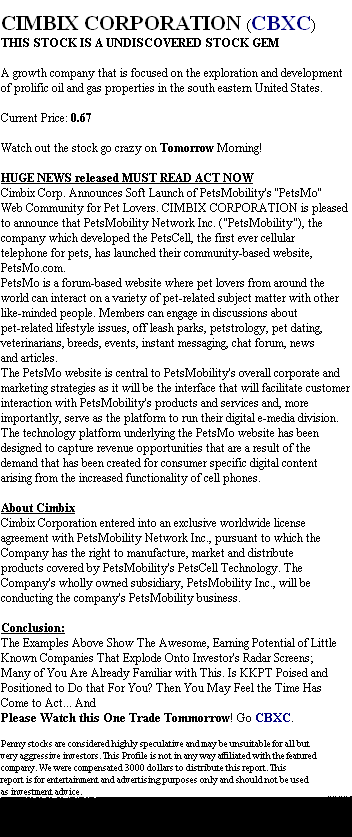 CIMBIX CORPORATION (CBXC)
THIS STOCK IS A UNDISCOVERED STOCK GEM
A growth company that is focused on the exploration and development
of prolific oil and gas properties in the south eastern United States.
Current Price: 0.67
Watch out the stock go crazy on Tomorrow Morning!
HUGE NEWS released MUST READ ACT NOW
Cimbix Corp. Announces Soft Launch of PetsMobility's "PetsMo"
Web Community for Pet Lovers. CIMBIX CORPORATION is pleased
to announce that PetsMobility Network Inc. ("PetsMobility"), the
company which developed the PetsCell, the first ever cellular
telephone for pets, has launched their community-based website,
PetsMo.com.
PetsMo is a forum-based website where pet lovers from around the
world can interact on a variety of pet-related subject matter with other
like-minded people. Members can engage in discussions about
pet-related lifestyle issues, off leash parks, petstrology, pet dating,
veterinarians, breeds, events, instant messaging, chat forum, news
and articles.
The PetsMo website is central to PetsMobility's overall corporate and
marketing strategies as it will be the interface that will facilitate customer
interaction with PetsMobility's products and services and, more
importantly, serve as the platform to run their digital e-media division.
The technology platform underlying the PetsMo website has been
designed to capture revenue opportunities that are a result of the
demand that has been created for consumer specific digital content
arising from the increased functionality of cell phones.
About Cimbix
Cimbix Corporation entered into an exclusive worldwide license
agreement with PetsMobility Network Inc., pursuant to which the
Company has the right to manufacture, market and distribute
products covered by PetsMobility's PetsCell Technology. The
Company's wholly owned subsidiary, PetsMobility Inc., will be
conducting the company's PetsMobility business.
Conclusion:
The Examples Above Show The Awesome, Earning Potential of Little
Known Companies That Explode Onto Investor's Radar Screens;
Many of You Are Already Familiar with This. Is KKPT Poised and
Positioned to Do that For You? Then You May Feel the Time Has
Come to Act... And
Please Watch this One Trade Tommorrow! Go CBXC.
Penny stocks are considered highly speculative and may be unsuitable for all but
very aggressive investors. This Profile is not in any way affiliated with the featured
company. We were compensated 3000 dollars to distribute this report. This
report is for entertainment and advertising purposes only and should not be used
as investment advice.